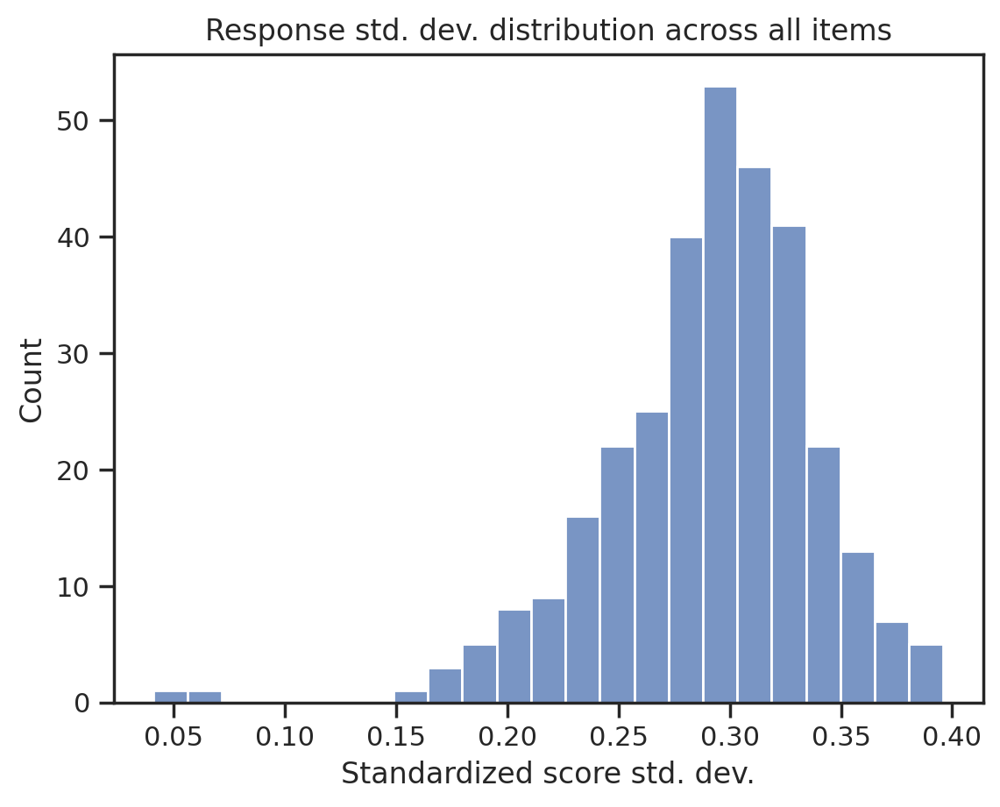 Response std. dev. distribution across all items
Count
50
40
30
20
10
0
0.05 0.10 0.15 0.20 0.25 0.30 0.35 0.40
Standardized score std. dev.